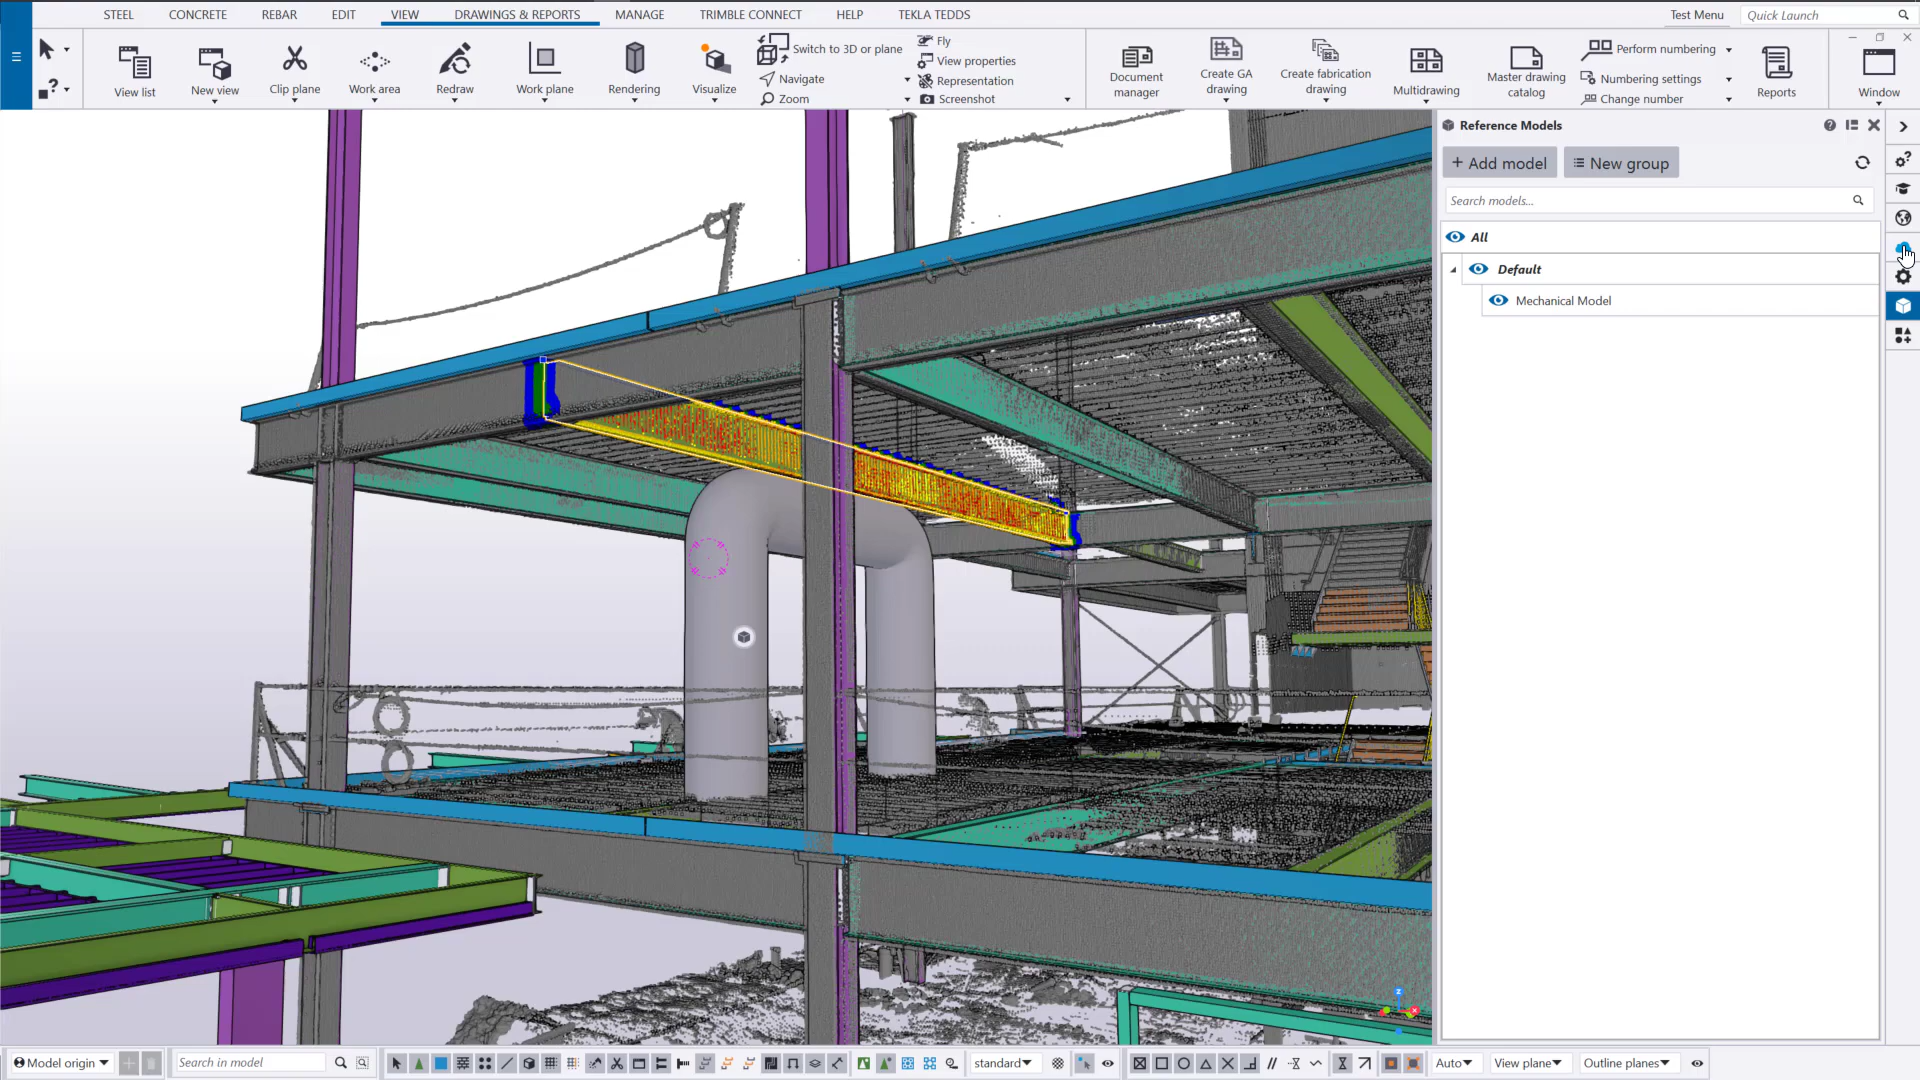 STEEL CONCRETE REBAR EDIT VIEW DRAWINGS & REPORTS MANAGE TRIMBLE CONNECT HELP TEKLA TEDDS Test Menu Quick Launch
Switch to 3D or plane Fly Perform numbering
View properties
Navigate Representation Numbering settings
Zoom Screenshot Change number
View list New view Clip plane Work area Redraw Work plane Rendering Visualize
Document manager
Create GA drawing
Create fabrication drawing
Multidrawing
Master drawing catalog
Reports
Window
Reference Models
+ Add model New group
Search models...
All
Default
Mechanical Model
Model origin Search in model standard Auto View plane Outline planes